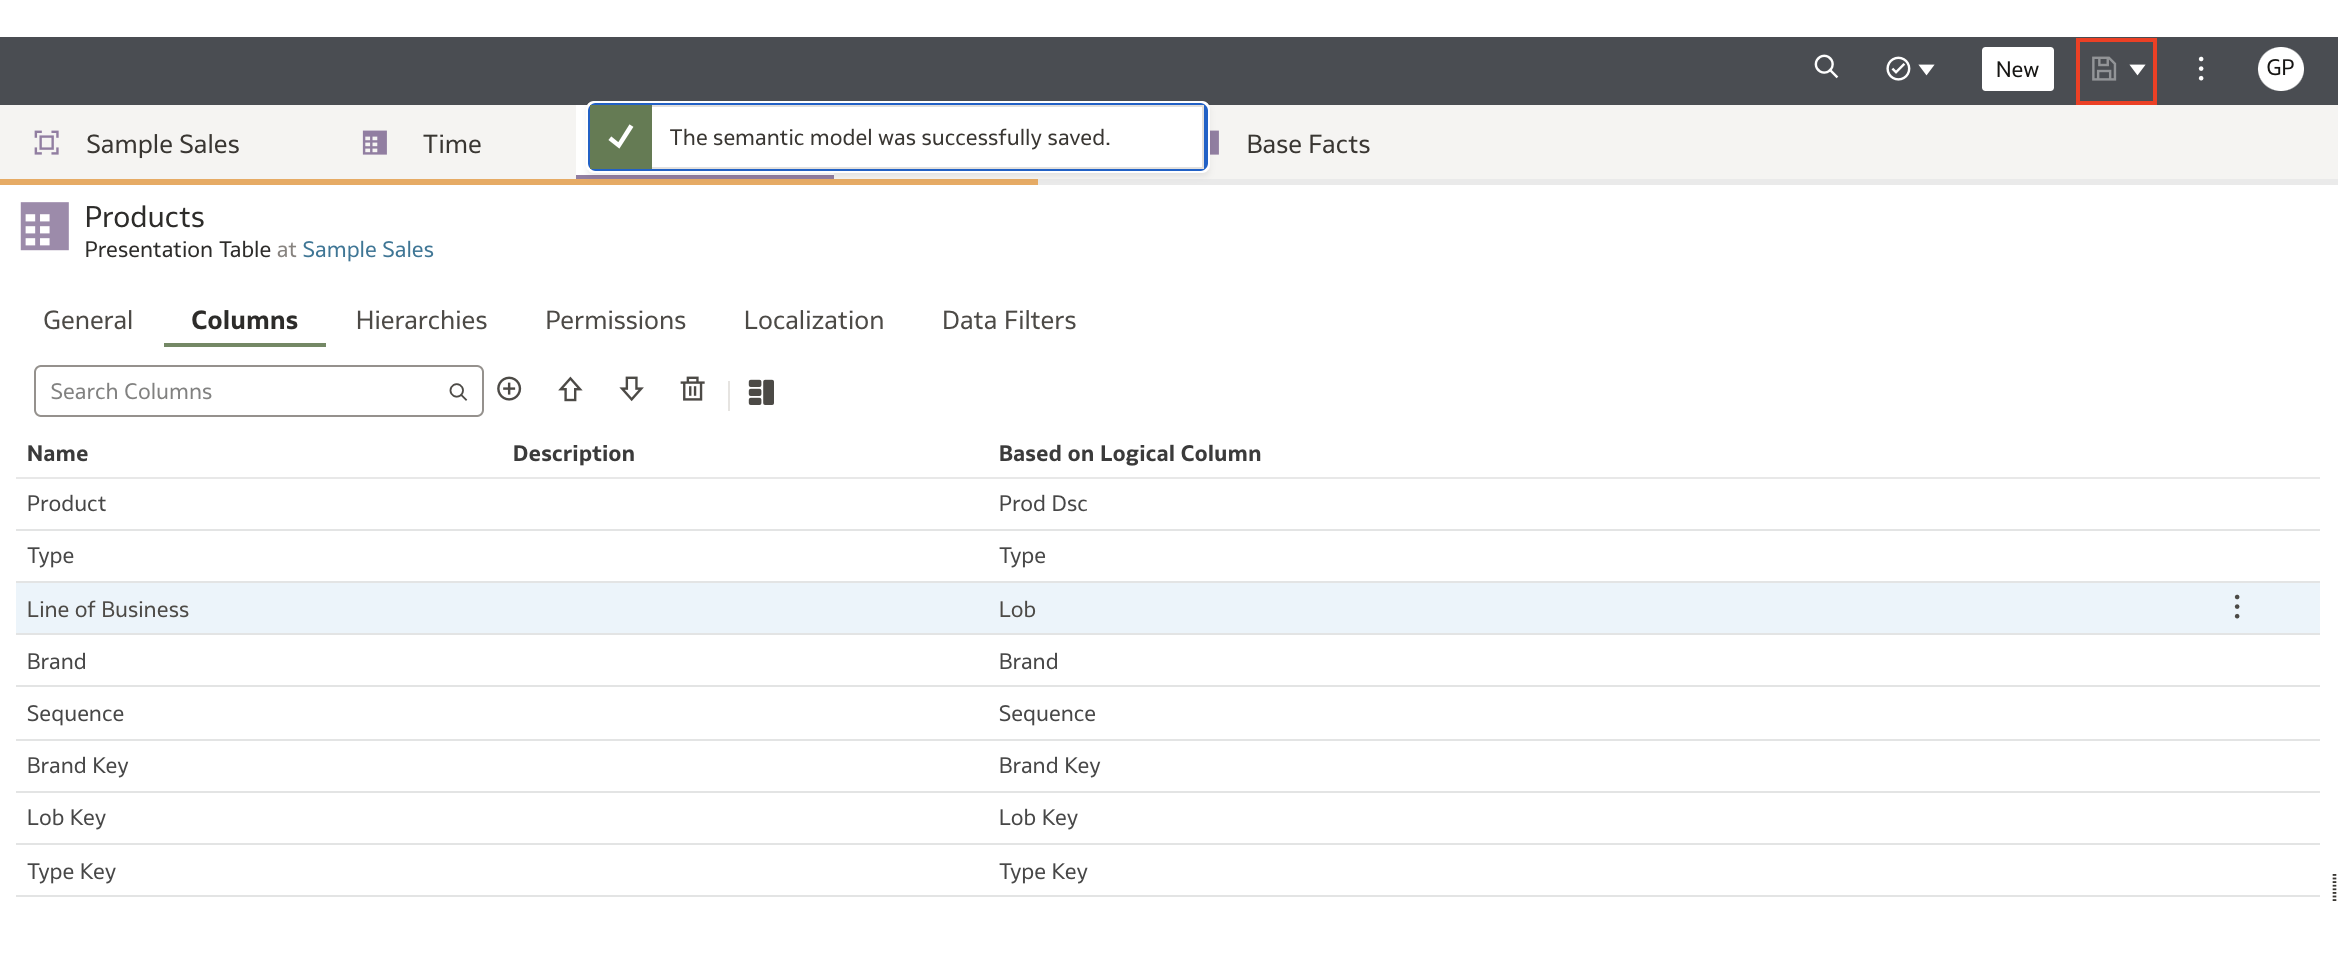 New
GP
Sample Sales Time The semantic model was successfully saved. Base Facts
Products
Presentation Table at Sample Sales
General Columns Hierarchies Permissions Localization Data Filters
Search Columns
Name Description Based on Logical Column
Product Prod Dsc
Type Type
Line of Business Lob
Brand Brand
Sequence Sequence
Brand Key Brand Key
Lob Key Lob Key
Type Key Type Key